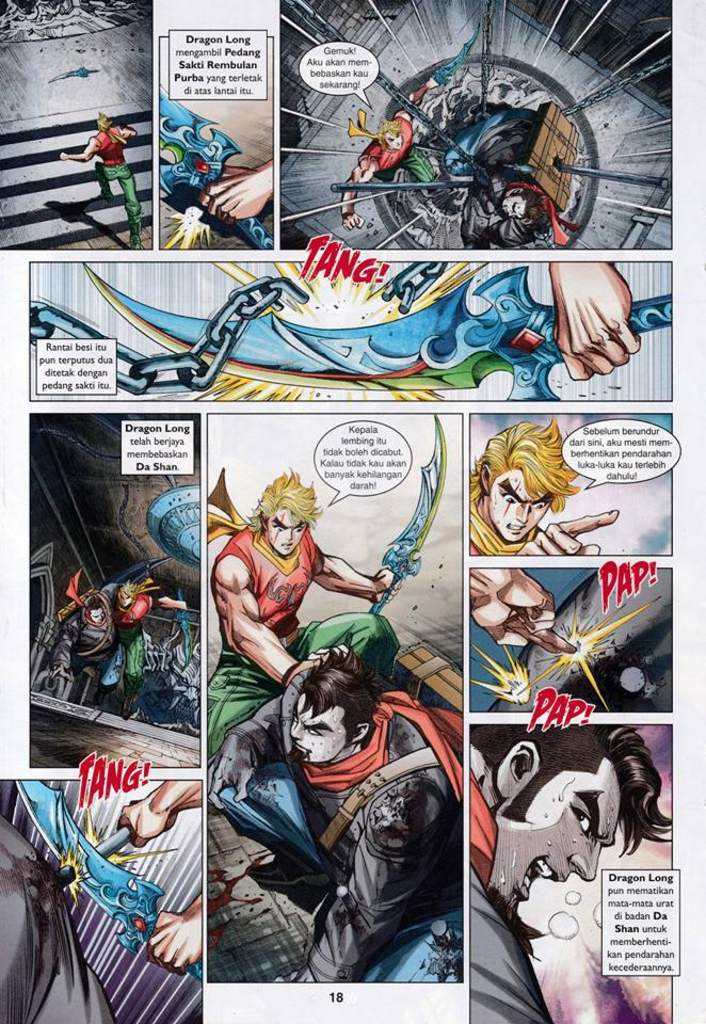 Dragon Long
mengambil Pedang
Sakti Rembulan
Purba yang terletak
di atas lantai itu.
Gemuk!
Aku akan mem-
bebaskan kau
sekarang!
TANG!
Rantai besi itu
pun terputus dua
ditetak dengan
pedang sakti itu.
Dragon Long
telah berjaya
membebaskan
Da Shan.
TANG!
Kepala
lembing itu
tidak boleh dicabut.
Kalau tidak kau akan
banyak kehilangan
darah!
Sebelum berundur
dari sini, aku mesti mem-
berhentikan pendarahan
luka-luka kau terlebih
dahulu!
PAP!
PAP!
Dragon Long
pun mematikan
mata-mata urat
di badan Da
Shan untuk
memberhenti-
kan pendarahan
kecederaannya.
18